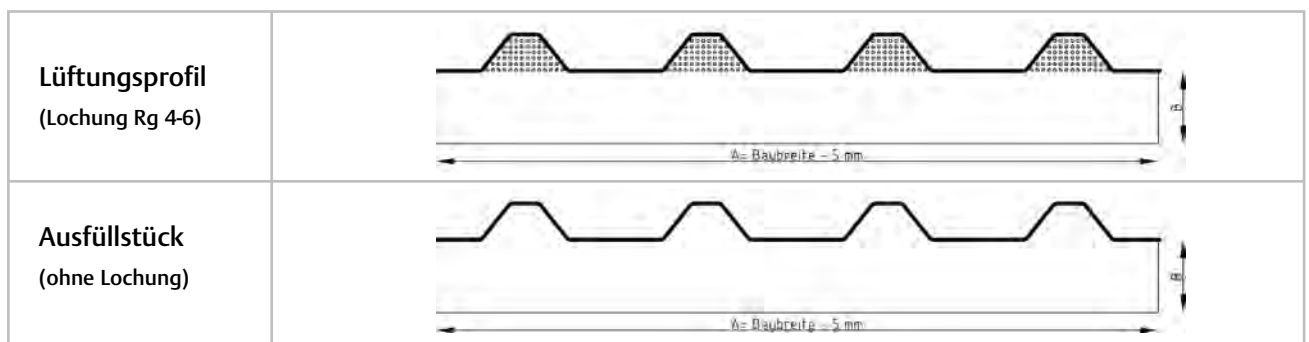 Lüftungsprofil
(Lochung Rg 4-6)
B
A= Baubreite - 5 mm
Ausfüllstück
(ohne Lochung)
B
A= Baubreite - 5 mm